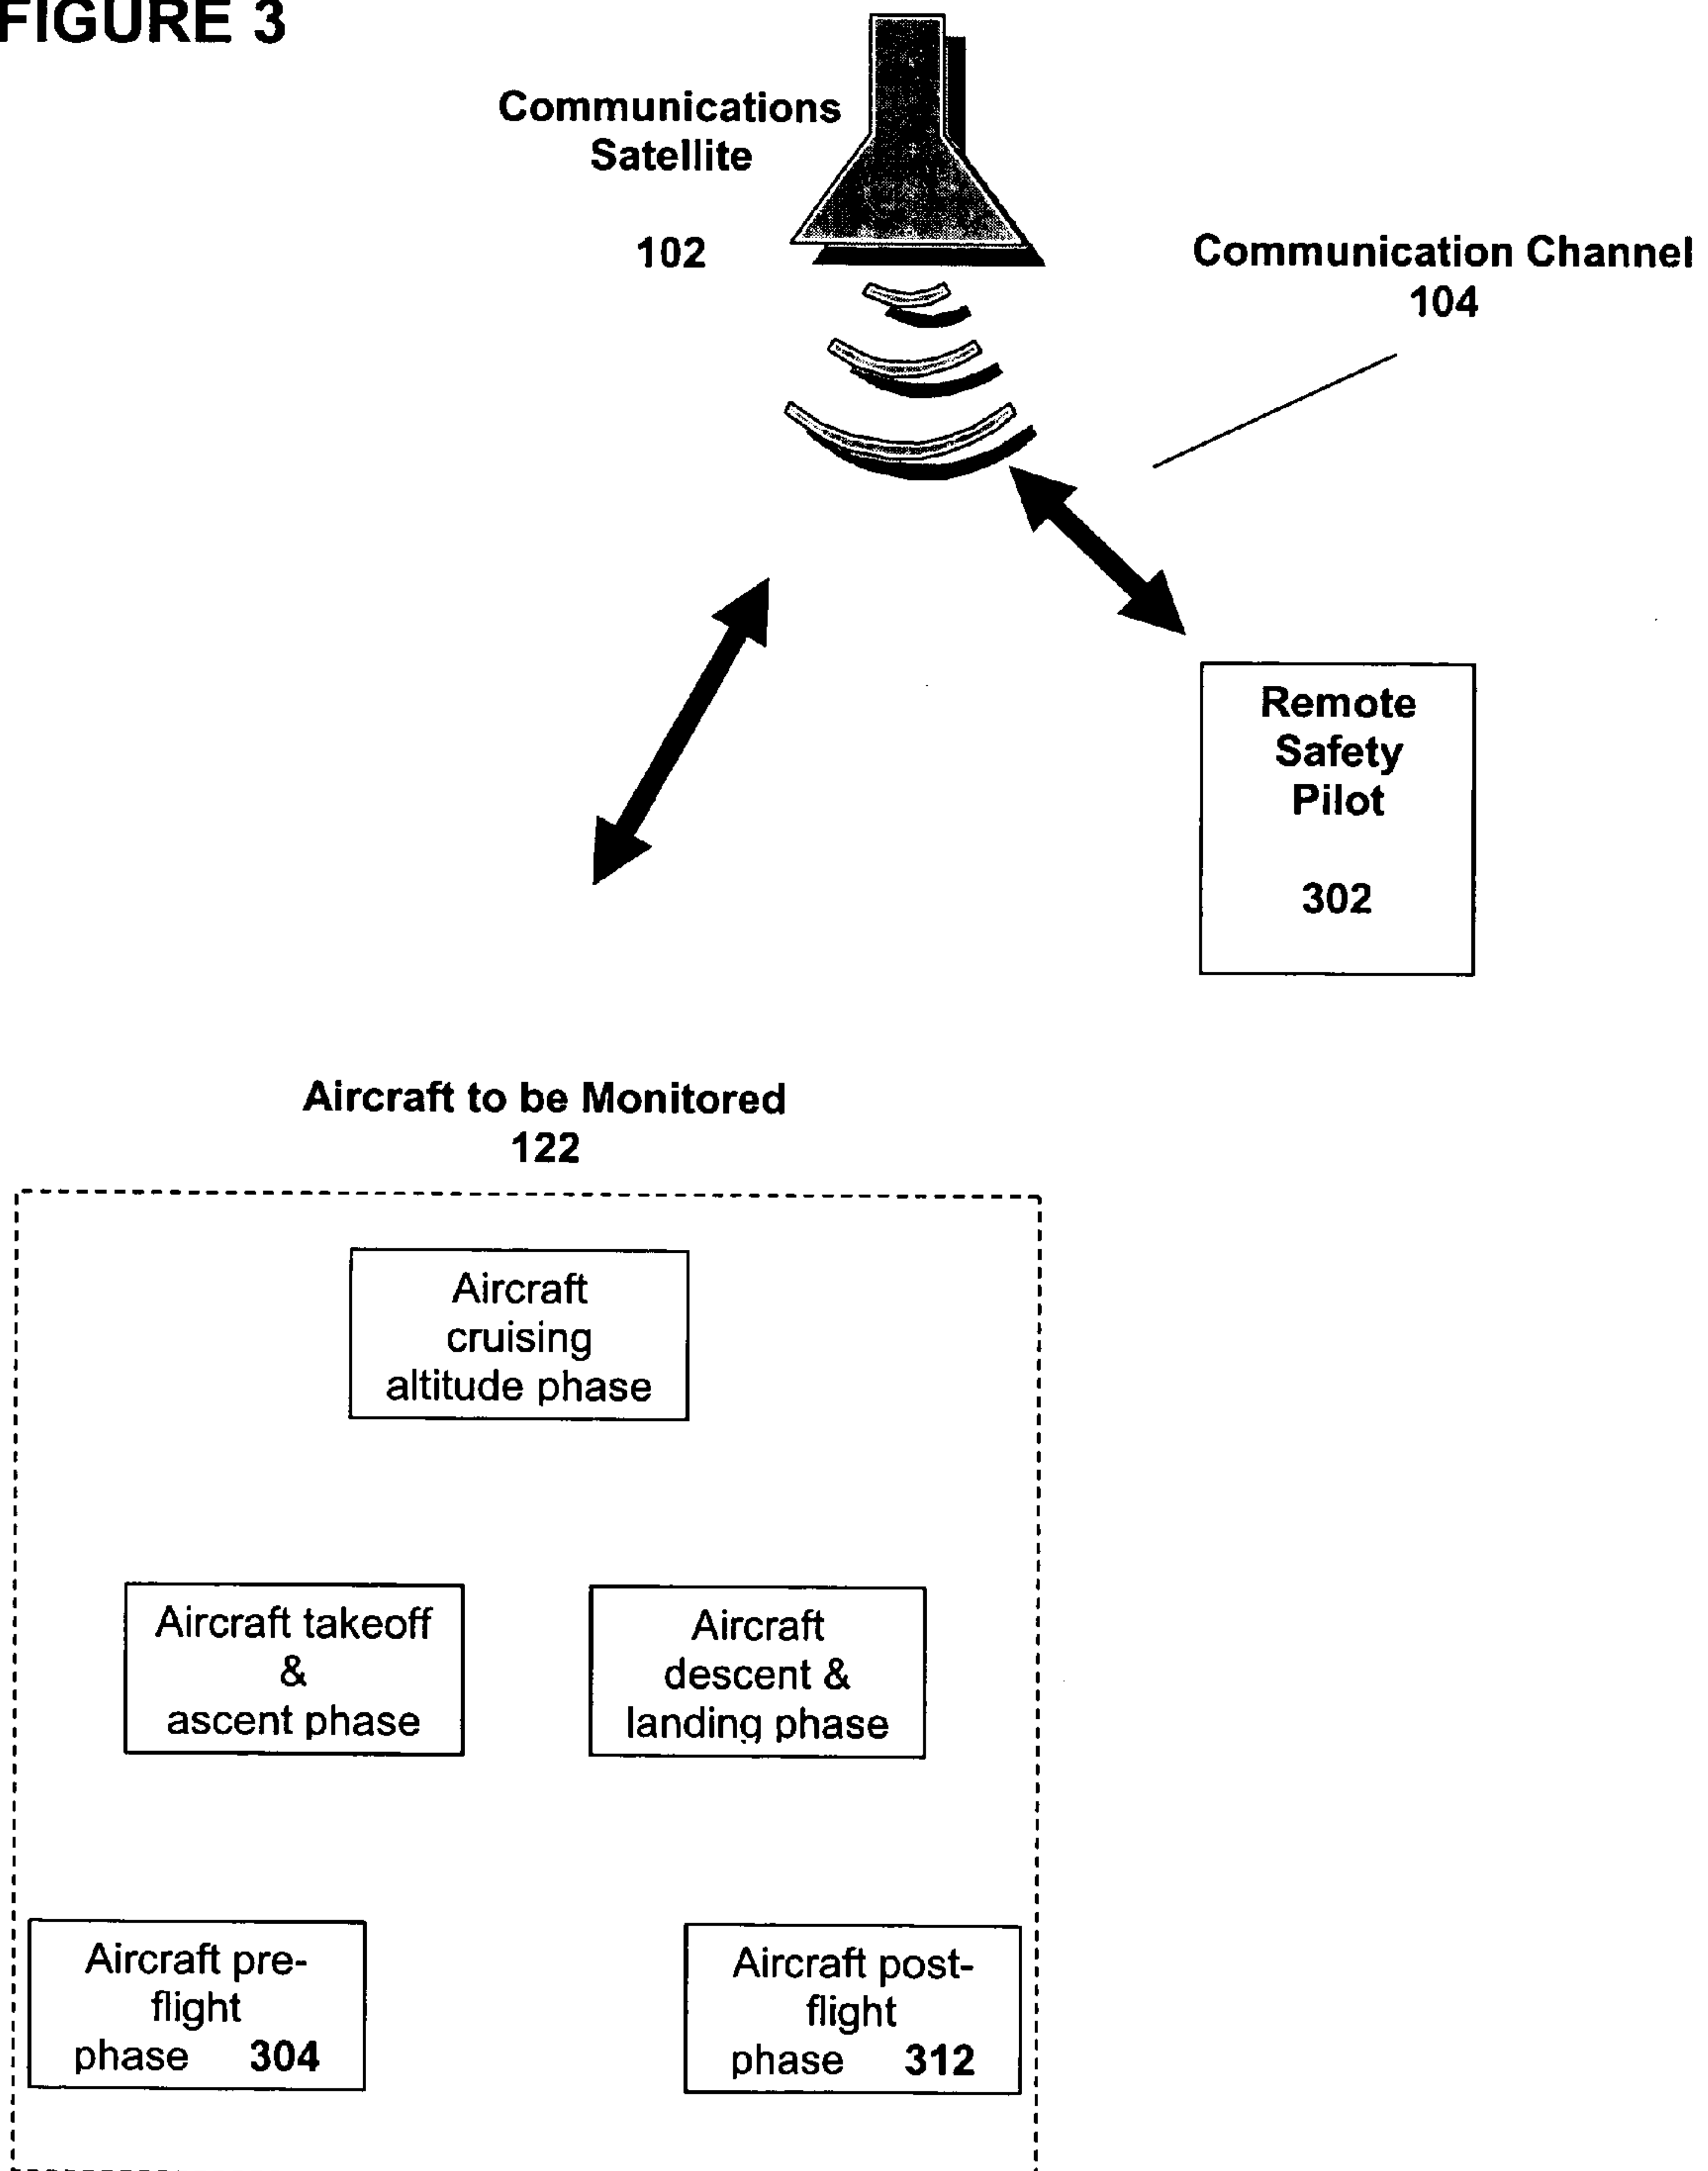 FIGURE 3
Communications
Satellite
102
Communication Channel
104
Remote
Safety
Pilot
302
Aircraft to be Monitored
122
Aircraft
cruising
altitude phase
Aircraft takeoff
&
ascent phase
Aircraft
descent &
landing phase
Aircraft pre-
flight
phase 304
Aircraft post-
flight
phase 312